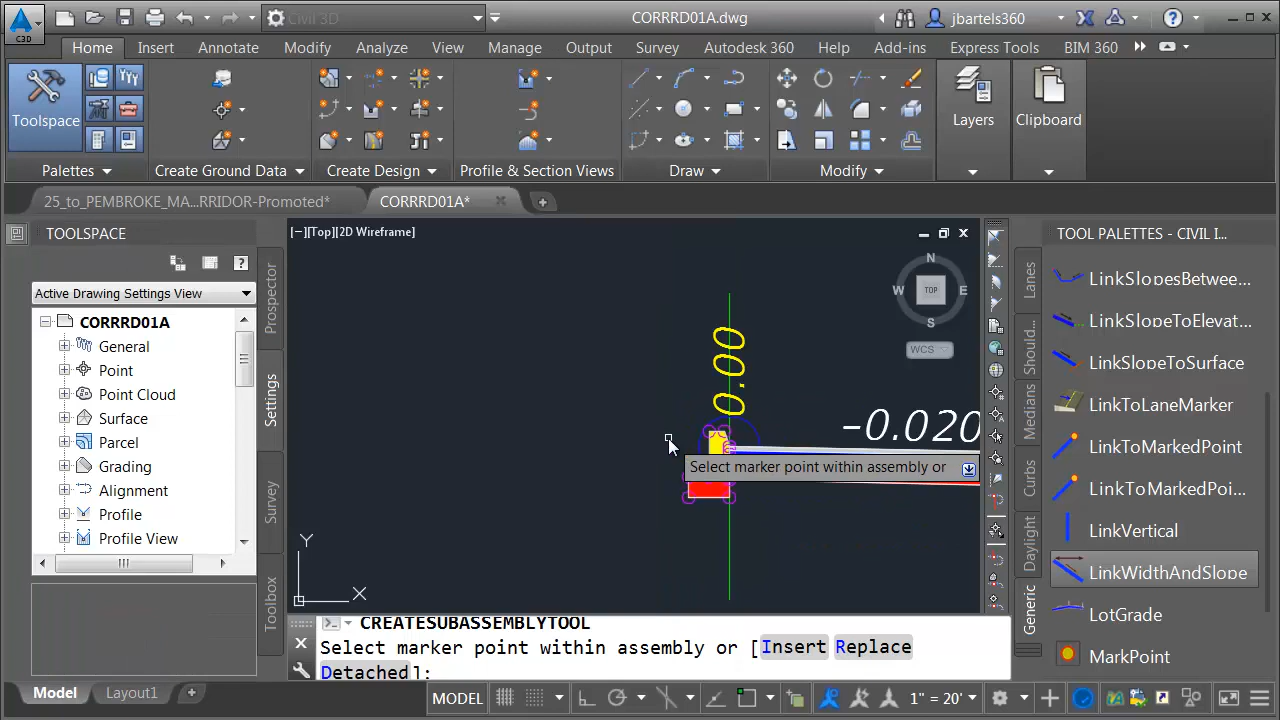 C3D
Civil 3D
CORRRD01A.dwg
jbartels360
Home Insert Annotate Modify Analyze View Manage Output Survey Autodesk 360 Help Add-ins Express Tools BIM 360
Toolspace
Layers
Clipboard
Palettes
Create Ground Data
Create Design
Profile & Section Views
Draw
Modify
25_to_PEMBROKE_MA...RRIDOR-Promoted*
CORRRD01A*
TOOLSPACE
Active Drawing Settings View
CORRRD01A
General
Point
Point Cloud
Surface
Parcel
Grading
Alignment
Profile
Profile View
Prospector
Settings
Survey
Toolbox
[−][Top][2D Wireframe]
N
W TOP E
S
WCS
0.00
-0.020
Select marker point within assembly or
Y
X
CREATESUBASSEMBLYTOOL
Select marker point within assembly or [Insert Replace
Detached]:
TOOL PALETTES - CIVIL I...
Lanes
Should...
Medians
Curbs
Daylight
Generic
LinkSlopesBetwee...
LinkSlopeToElevat...
LinkSlopeToSurface
LinkToLaneMarker
LinkToMarkedPoint
LinkToMarkedPoi...
LinkVertical
LinkWidthAndSlope
LotGrade
MarkPoint
Model
Layout1
MODEL
1" = 20'